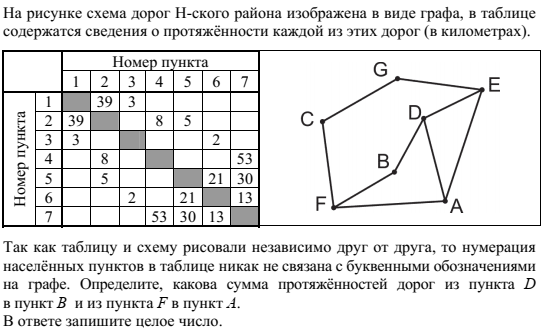 На рисунке схема дорог Н-ского района изображена в виде графа, в таблице
содержатся сведения о протяжённости каждой из этих дорог (в километрах).
Номер пункта
1 2 3 4 5 6 7
Номер пункта
1 39 3
2 39 8 5
3 3 2
4 8 53
5 5 21 30
6 2 21 13
7 53 30 13
G
E
C
D
B
F
A
Так как таблицу и схему рисовали независимо друг от друга, то нумерация
населённых пунктов в таблице никак не связана с буквенными обозначениями
на графе. Определите, какова сумма протяжённостей дорог из пункта D
в пункт B и из пункта F в пункт A.
В ответе запишите целое число.